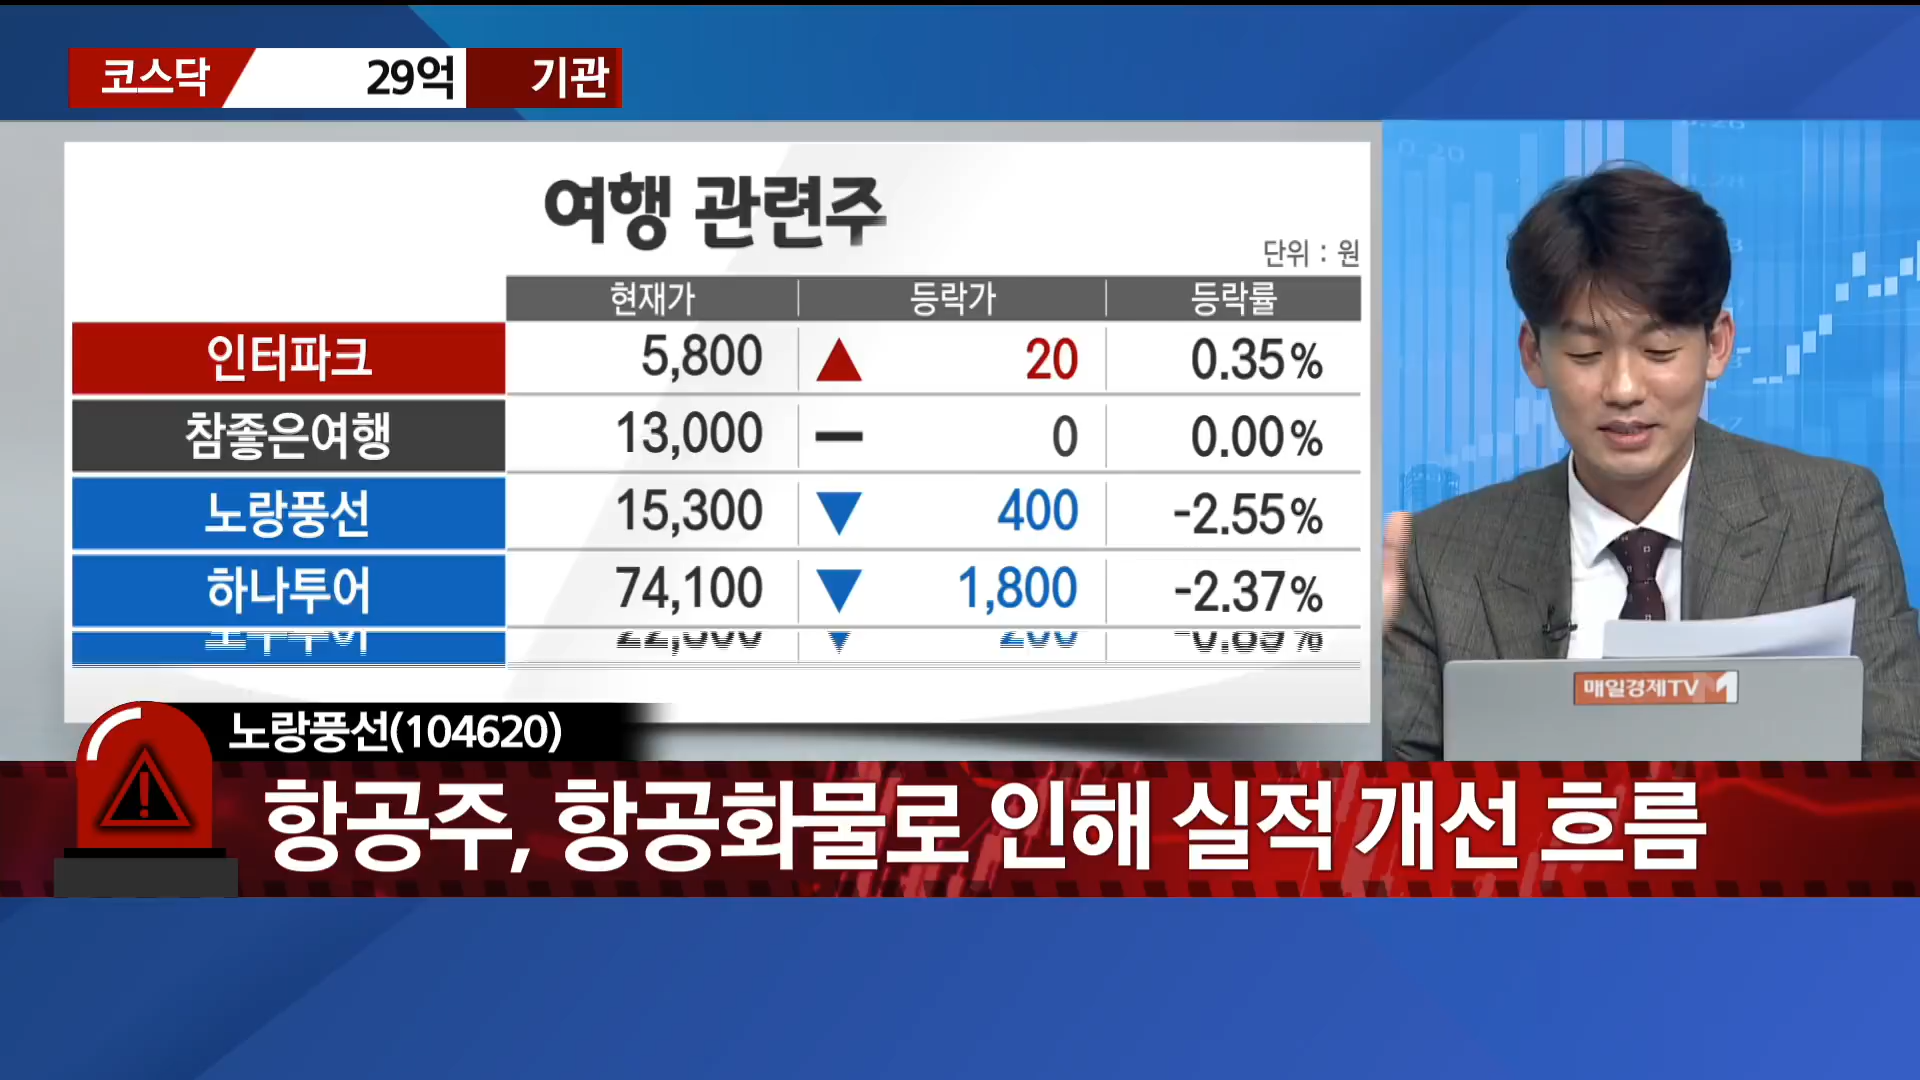 코스닥 29억 기관
여행 관련주
단위 : 원
현재가 등락가 등락률
인터파크 5,800 ▲ 20 0.35%
참좋은여행 13,000 — 0 0.00%
노랑풍선 15,300 ▼ 400 -2.55%
하나투어 74,100 ▼ 1,800 -2.37%
노랑풍선(104620)
항공주, 항공화물로 인해 실적 개선 흐름
매일경제TV